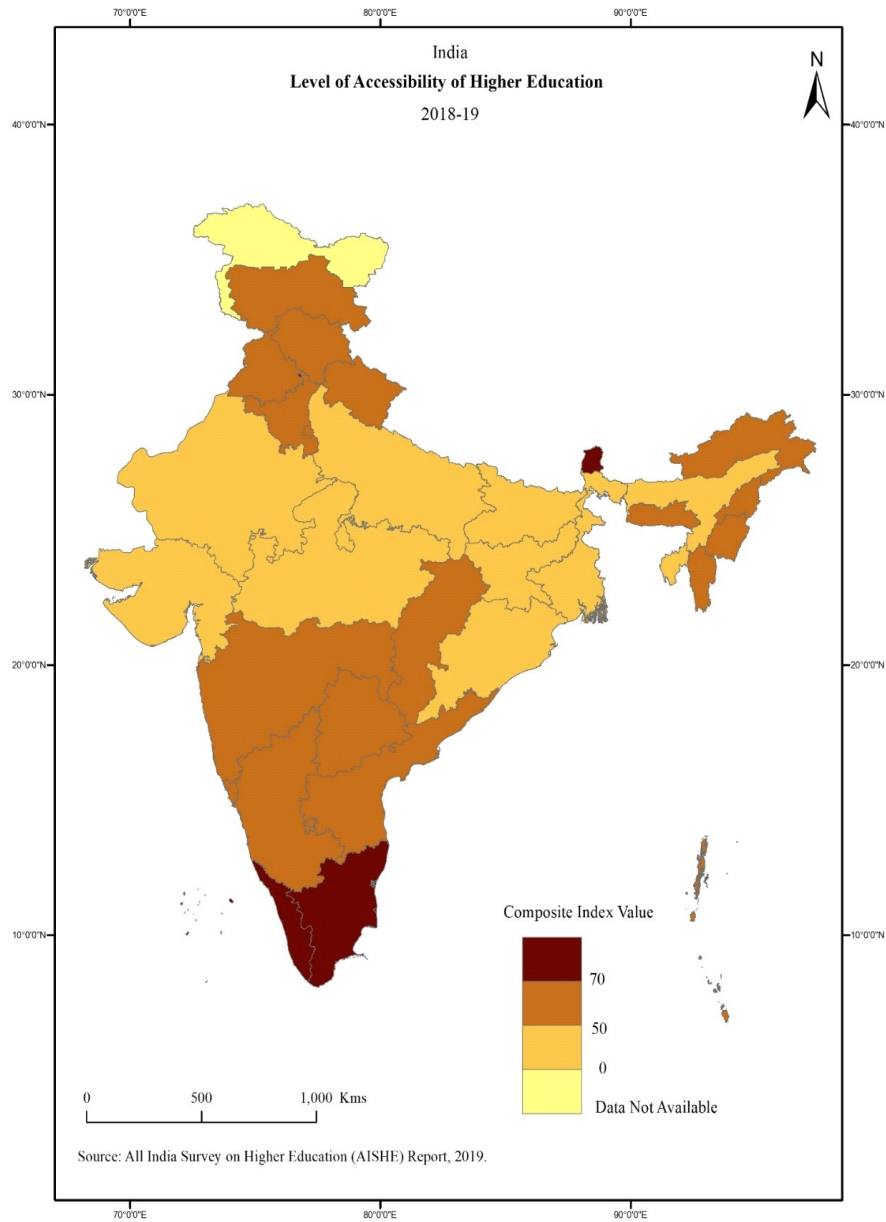 70°0'0"E 80°0'0"E 90°0'0"E
India
Level of Accessibility of Higher Education
2018-19
N
40°0'0"N 40°0'0"N
30°0'0"N 30°0'0"N
20°0'0"N 20°0'0"N
10°0'0"N 10°0'0"N
Composite Index Value
70
50
0
Data Not Available
0 500 1,000 Kms
Source: All India Survey on Higher Education (AISHE) Report, 2019.
70°0'0"E 80°0'0"E 90°0'0"E